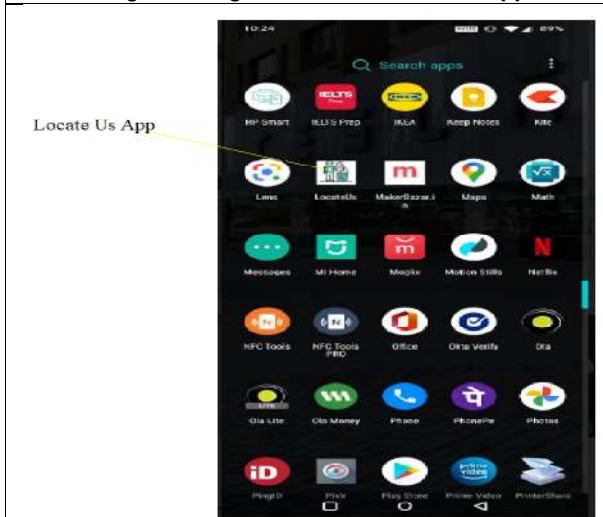 10:24
89%
Search apps
HP Smart IELTS Prep IKEA Keep Notes Kite
Locate Us App
Lens LocateUs MakerBazar.i Maps Math
n
Messages Mi Home Moglix Motion Stills Netflix
NFC Tools NFC Tools Office Okta Verify Ola
PRO
Ola Lite Ola Money Phone PhonePe Photos
PingID Pixlr Play Store Prime Video PrinterShare